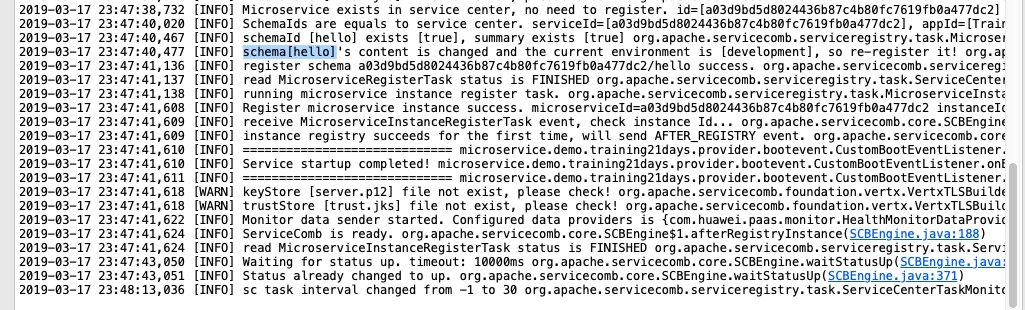 2019-03-17 23:47:38,732 [INFO] Microservice exists in service center, no need to register. id=[a03d9bd5d8024436b87c4b80fc7619fb0a477dc2]
2019-03-17 23:47:40,020 [INFO] SchemaIds are equals to service center. serviceId=[a03d9bd5d8024436b87c4b80fc7619fb0a477dc2], appId=[Train
2019-03-17 23:47:40,467 [INFO] schemaId [hello] exists [true], summary exists [true] org.apache.servicecomb.serviceregistry.task.Microser
2019-03-17 23:47:40,477 [INFO] schema[hello]'s content is changed and the current environment is [development], so re-register it! org.ap
2019-03-17 23:47:41,136 [INFO] register schema a03d9bd5d8024436b87c4b80fc7619fb0a477dc2/hello success. org.apache.servicecomb.serviceregi
2019-03-17 23:47:41,137 [INFO] read MicroserviceRegisterTask status is FINISHED org.apache.servicecomb.serviceregistry.task.ServiceCenter
2019-03-17 23:47:41,138 [INFO] running microservice instance register task. org.apache.servicecomb.serviceregistry.task.MicroserviceInsta
2019-03-17 23:47:41,608 [INFO] Register microservice instance success. microserviceId=a03d9bd5d8024436b87c4b80fc7619fb0a477dc2 instanceId
2019-03-17 23:47:41,609 [INFO] receive MicroserviceInstanceRegisterTask event, check instance Id... org.apache.servicecomb.core.SCBEngine
2019-03-17 23:47:41,609 [INFO] instance registry succeeds for the first time, will send AFTER_REGISTRY event. org.apache.servicecomb.core
2019-03-17 23:47:41,610 [INFO] ============================= microservice.demo.training21days.provider.bootevent.CustomBootEventListener.
2019-03-17 23:47:41,610 [INFO] Service startup completed! microservice.demo.training21days.provider.bootevent.CustomBootEventListener.onB
2019-03-17 23:47:41,611 [INFO] ============================= microservice.demo.training21days.provider.bootevent.CustomBootEventListener.
2019-03-17 23:47:41,618 [WARN] keyStore [server.p12] file not exist, please check! org.apache.servicecomb.foundation.vertx.VertxTLSBuilde
2019-03-17 23:47:41,618 [WARN] trustStore [trust.jks] file not exist, please check! org.apache.servicecomb.foundation.vertx.VertxTLSBuild
2019-03-17 23:47:41,622 [INFO] Monitor data sender started. Configured data providers is {com.huawei.paas.monitor.HealthMonitorDataProvid
2019-03-17 23:47:41,624 [INFO] ServiceComb is ready. org.apache.servicecomb.core.SCBEngine$1.afterRegistryInstance(SCBEngine.java:188)
2019-03-17 23:47:41,624 [INFO] read MicroserviceInstanceRegisterTask status is FINISHED org.apache.servicecomb.serviceregistry.task.Servi
2019-03-17 23:47:43,050 [INFO] Waiting for status up. timeout: 10000ms org.apache.servicecomb.core.SCBEngine.waitStatusUp(SCBEngine.java:
2019-03-17 23:47:43,051 [INFO] Status already changed to up. org.apache.servicecomb.core.SCBEngine.waitStatusUp(SCBEngine.java:371)
2019-03-17 23:48:13,036 [INFO] sc task interval changed from -1 to 30 org.apache.servicecomb.serviceregistry.task.ServiceCenterTaskMonito